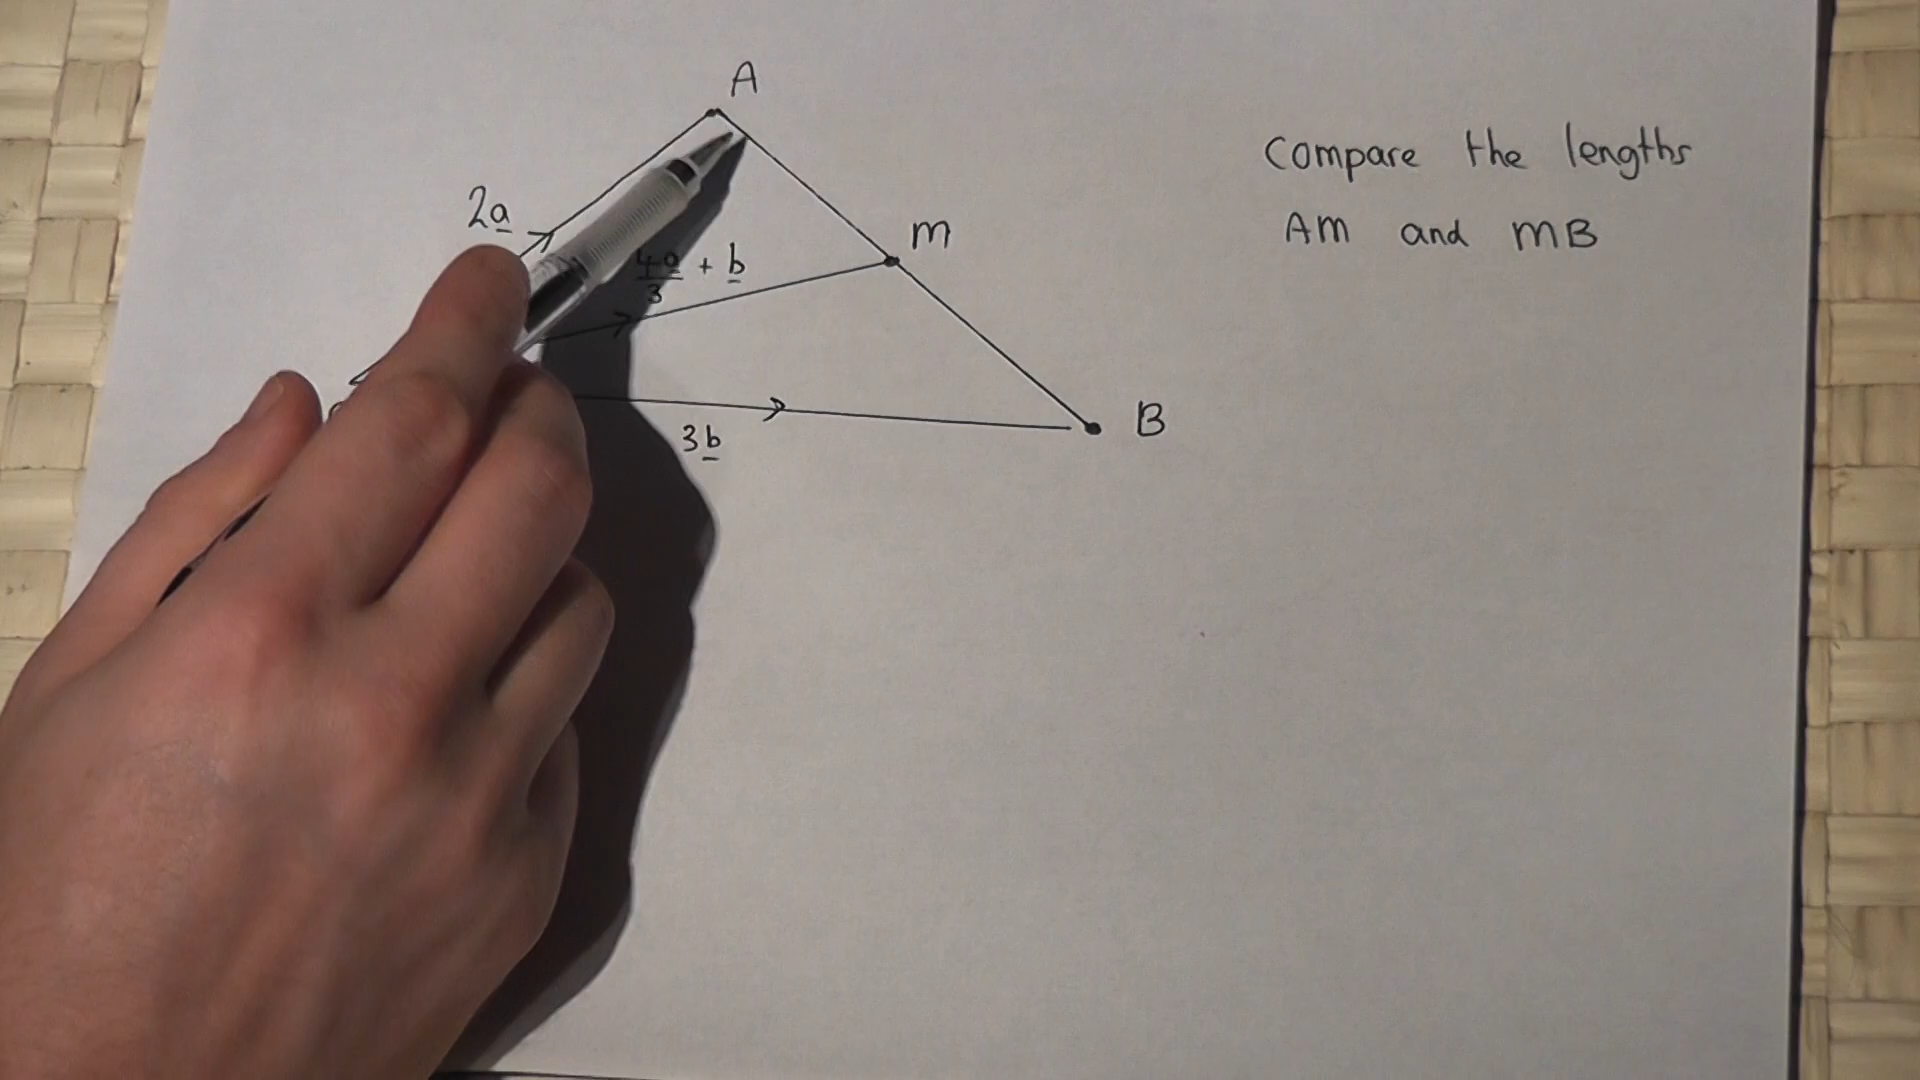 A
2a
4a/3 + b
M
3b
B
Compare the lengths
AM and MB